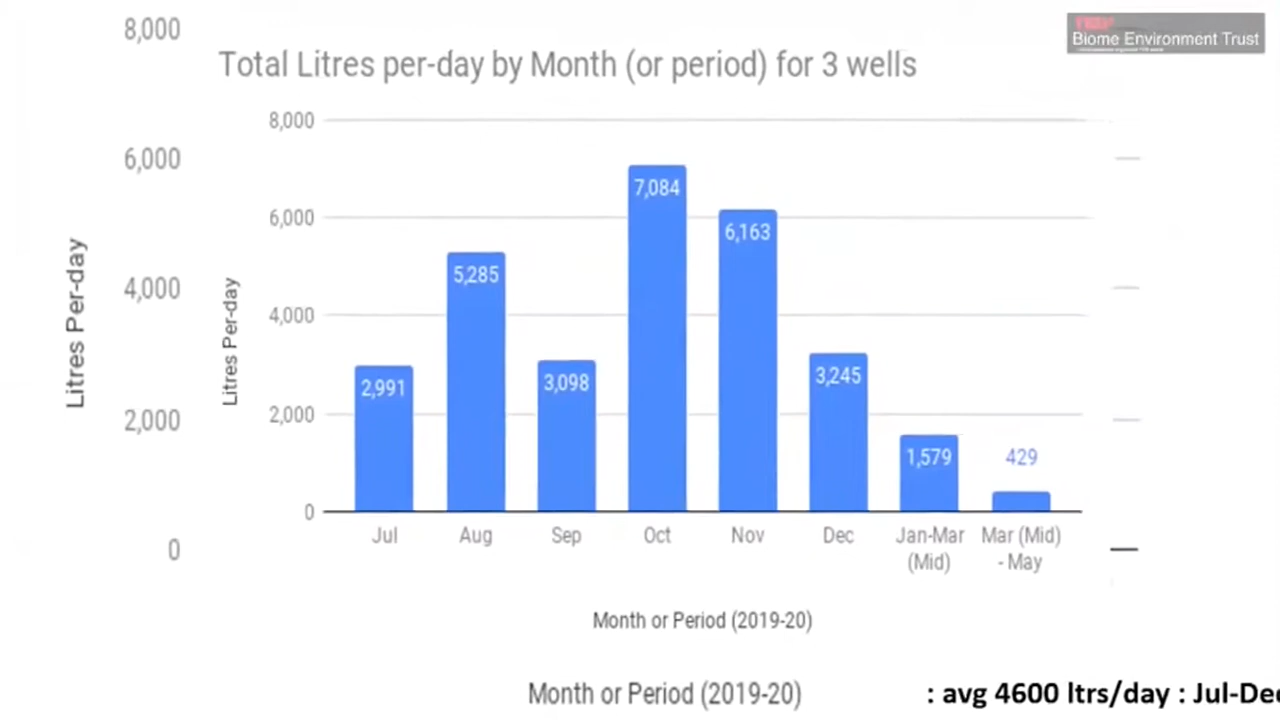 8,000
Biome Environment Trust
Total Litres per-day by Month (or period) for 3 wells
8,000
6,000
7,084
6,000
6,163
5,285
Litres Per-day
4,000
Litres Per-day
4,000
2,991
3,098
3,245
2,000
2,000
1,579
429
0
Jul Aug Sep Oct Nov Dec Jan-Mar (Mid) Mar (Mid) - May
0
Month or Period (2019-20)
Month or Period (2019-20)
: avg 4600 ltrs/day : Jul-Dec